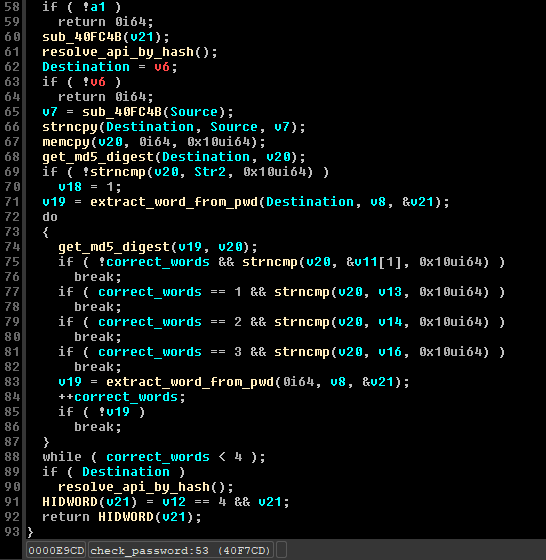 58 if ( !a1 )
59 return 0i64;
60 sub_40FC4B(v21);
61 resolve_api_by_hash();
62 Destination = v6;
63 if ( !v6 )
64 return 0i64;
65 v7 = sub_40FC4B(Source);
66 strncpy(Destination, Source, v7);
67 memcpy(v20, 0i64, 0x10ui64);
68 get_md5_digest(Destination, v20);
69 if ( !strncmp(v20, Str2, 0x10ui64) )
70 v18 = 1;
71 v19 = extract_word_from_pwd(Destination, v8, &v21);
72 do
73 {
74 get_md5_digest(v19, v20);
75 if ( !correct_words && strncmp(v20, &v11[1], 0x10ui64) )
76 break;
77 if ( correct_words == 1 && strncmp(v20, v13, 0x10ui64) )
78 break;
79 if ( correct_words == 2 && strncmp(v20, v14, 0x10ui64) )
80 break;
81 if ( correct_words == 3 && strncmp(v20, v16, 0x10ui64) )
82 break;
83 v19 = extract_word_from_pwd(0i64, v8, &v21);
84 ++correct_words;
85 if ( !v19 )
86 break;
87 }
88 while ( correct_words < 4 );
89 if ( Destination )
90 resolve_api_by_hash();
91 HIDWORD(v21) = v12 == 4 && v21;
92 return HIDWORD(v21);
93 }
0000E9CD check_password:53 (40F7CD)